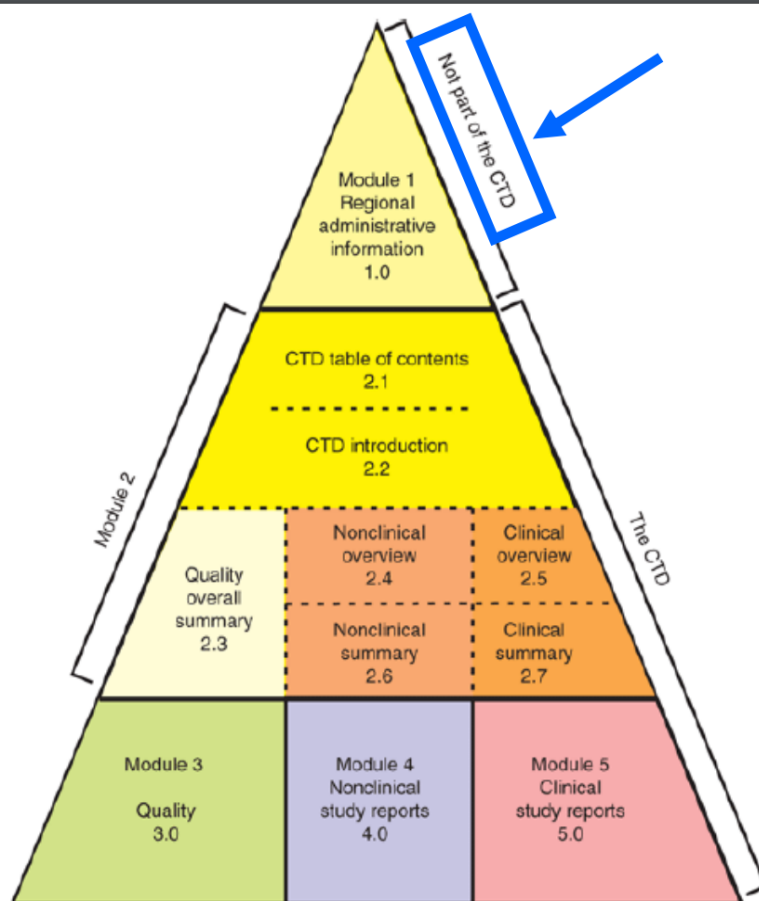 Not part of the CTD
Module 1
Regional
administrative
information
1.0
CTD table of contents
2.1
CTD introduction
2.2
Module 2
The CTD
Quality
overall
summary
2.3
Nonclinical
overview
2.4
Clinical
overview
2.5
Nonclinical
summary
2.6
Clinical
summary
2.7
Module 3
Quality
3.0
Module 4
Nonclinical
study reports
4.0
Module 5
Clinical
study reports
5.0